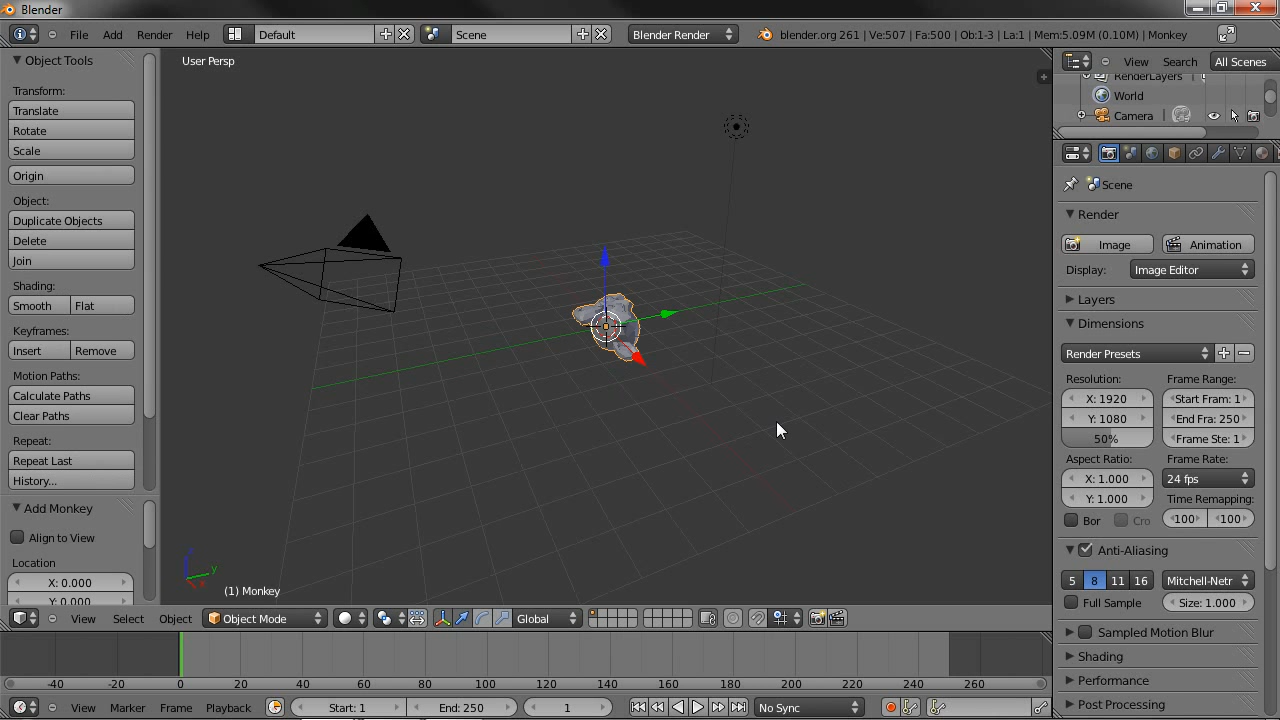 Blender
File Add Render Help Default Scene Blender Render blender.org 261 | Ve:507 | Fa:500 | Ob:1-3 | La:1 | Mem:5.09M (0.10M) | Monkey
Object Tools
Transform:
Translate
Rotate
Scale
Origin
Object:
Duplicate Objects
Delete
Join
Shading:
Smooth Flat
Keyframes:
Insert Remove
Motion Paths:
Calculate Paths
Clear Paths
Repeat:
Repeat Last
History...
Add Monkey
Align to View
Location
X: 0.000
Y: 0.000
User Persp
z
y
x
(1) Monkey
View Select Object Object Mode Global
-40 -20 0 20 40 60 80 100 120 140 160 180 200 220 240 260
View Marker Frame Playback Start: 1 End: 250 1 No Sync
View Search All Scenes
RenderLayers
World
Camera
Scene
Render
Image Animation
Display: Image Editor
Layers
Dimensions
Render Presets
Resolution: Frame Range:
X: 1920 Start Fram: 1
Y: 1080 End Fra: 250
50% Frame Ste: 1
Aspect Ratio: Frame Rate:
X: 1.000 24 fps
Y: 1.000 Time Remapping:
Bor Cro 100 100
Anti-Aliasing
5 8 11 16 Mitchell-Netr
Full Sample Size: 1.000
Sampled Motion Blur
Shading
Performance
Post Processing